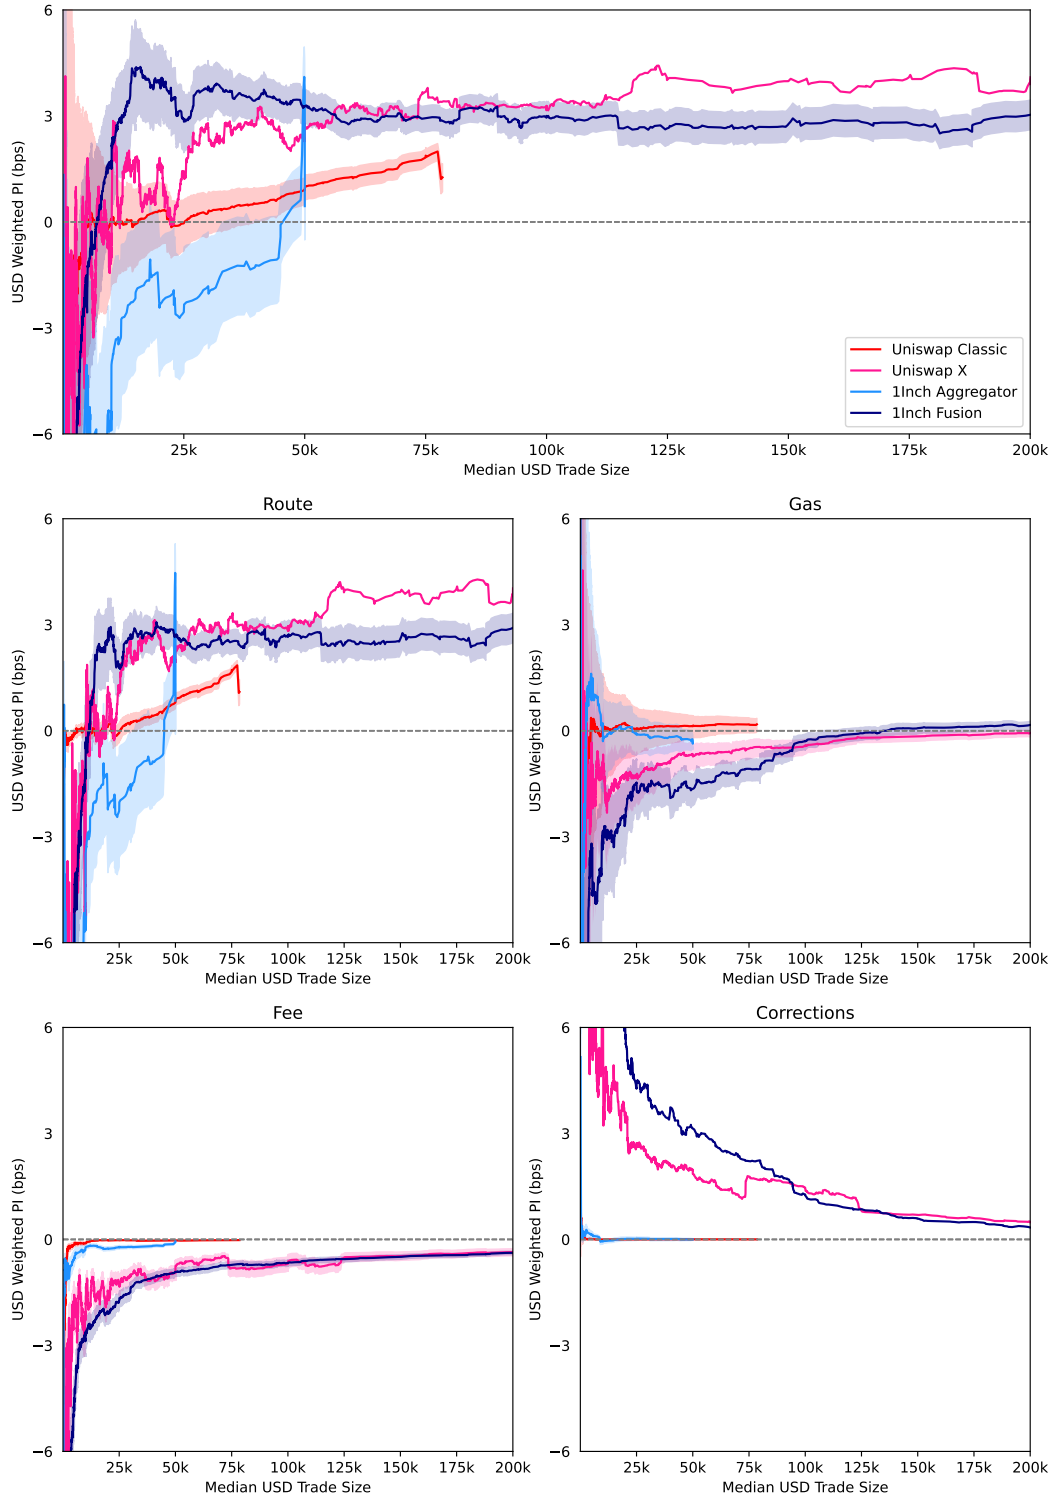 6
3
0
−3
−6
USD Weighted PI (bps)
25k 50k 75k 100k 125k 150k 175k 200k
Median USD Trade Size
Uniswap Classic
Uniswap X
1Inch Aggregator
1Inch Fusion
Route
6
3
0
−3
−6
USD Weighted PI (bps)
25k 50k 75k 100k 125k 150k 175k 200k
Median USD Trade Size
Gas
6
3
0
−3
−6
USD Weighted PI (bps)
25k 50k 75k 100k 125k 150k 175k 200k
Median USD Trade Size
Fee
6
3
0
−3
−6
USD Weighted PI (bps)
25k 50k 75k 100k 125k 150k 175k 200k
Median USD Trade Size
Corrections
6
3
0
−3
−6
USD Weighted PI (bps)
25k 50k 75k 100k 125k 150k 175k 200k
Median USD Trade Size